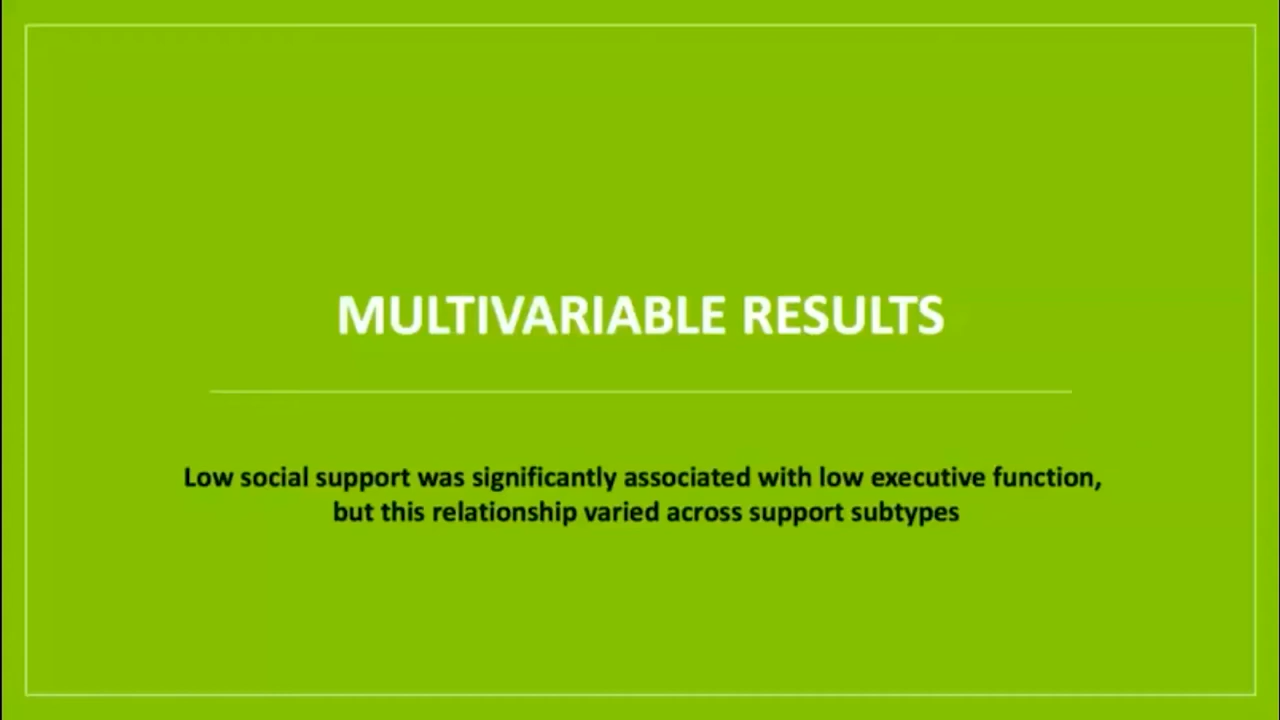 MULTIVARIABLE RESULTS
Low social support was significantly associated with low executive function,
but this relationship varied across support subtypes